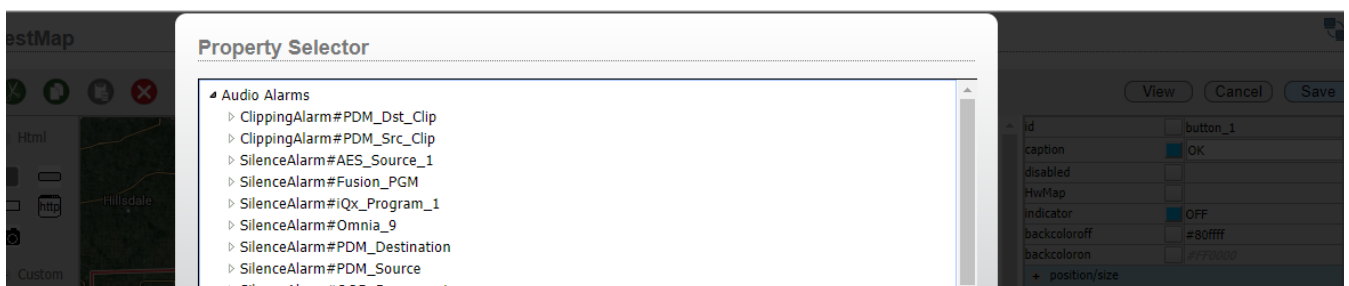 estMap
Property Selector
View Cancel Save
Audio Alarms
ClippingAlarm#PDM_Dst_Clip
ClippingAlarm#PDM_Src_Clip
SilenceAlarm#AES_Source_1
SilenceAlarm#Fusion_PGM
SilenceAlarm#iQx_Program_1
SilenceAlarm#Omnia_9
SilenceAlarm#PDM_Destination
SilenceAlarm#PDM_Source
Html
http
Hillsdale
Custom
id button_1
caption OK
disabled
HwMap
indicator OFF
backcoloroff #80ffff
backcoloron #FF0000
+ position/size